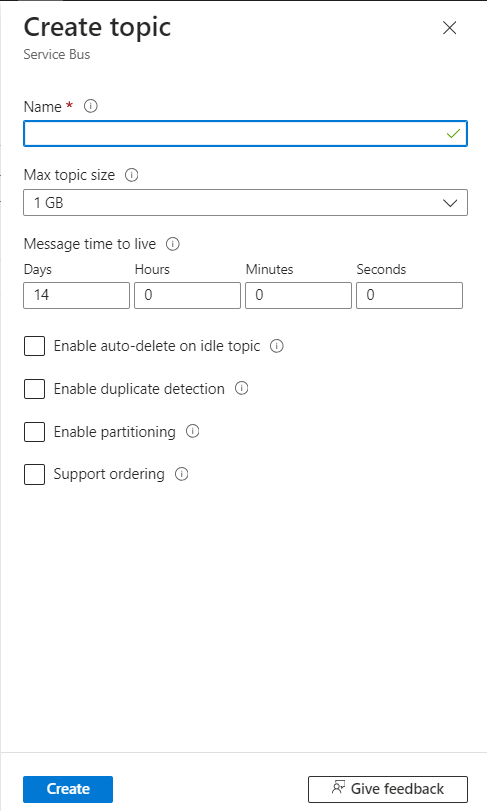 Create topic
Service Bus
Name *
Max topic size
1 GB
Message time to live
Days Hours Minutes Seconds
14 0 0 0
Enable auto-delete on idle topic
Enable duplicate detection
Enable partitioning
Support ordering
Create Give feedback